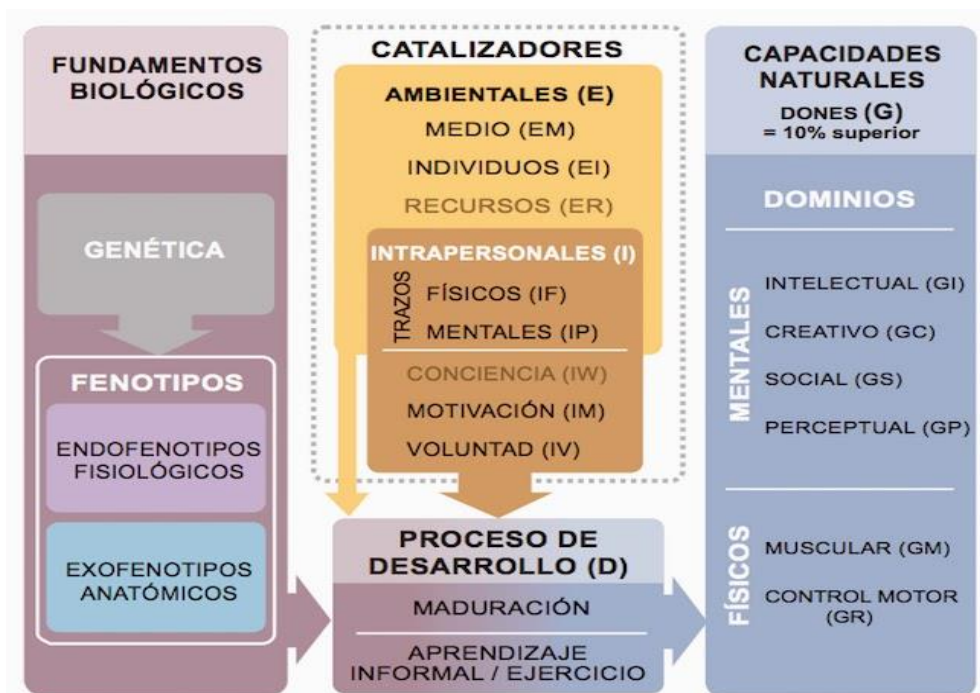 FUNDAMENTOS
BIOLÓGICOS
GENÉTICA
FENOTIPOS
ENDOFENOTIPOS
FISIOLÓGICOS
EXOFENOTIPOS
ANATÓMICOS
CATALIZADORES
AMBIENTALES (E)
MEDIO (EM)
INDIVIDUOS (EI)
RECURSOS (ER)
INTRAPERSONALES (I)
TRAZOS
FÍSICOS (IF)
MENTALES (IP)
CONCIENCIA (IW)
MOTIVACIÓN (IM)
VOLUNTAD (IV)
PROCESO DE
DESARROLLO (D)
MADURACIÓN
APRENDIZAJE
INFORMAL / EJERCICIO
CAPACIDADES
NATURALES
DONES (G)
= 10% superior
DOMINIOS
MENTALES
INTELECTUAL (GI)
CREATIVO (GC)
SOCIAL (GS)
PERCEPTUAL (GP)
FÍSICOS
MUSCULAR (GM)
CONTROL MOTOR
(GR)